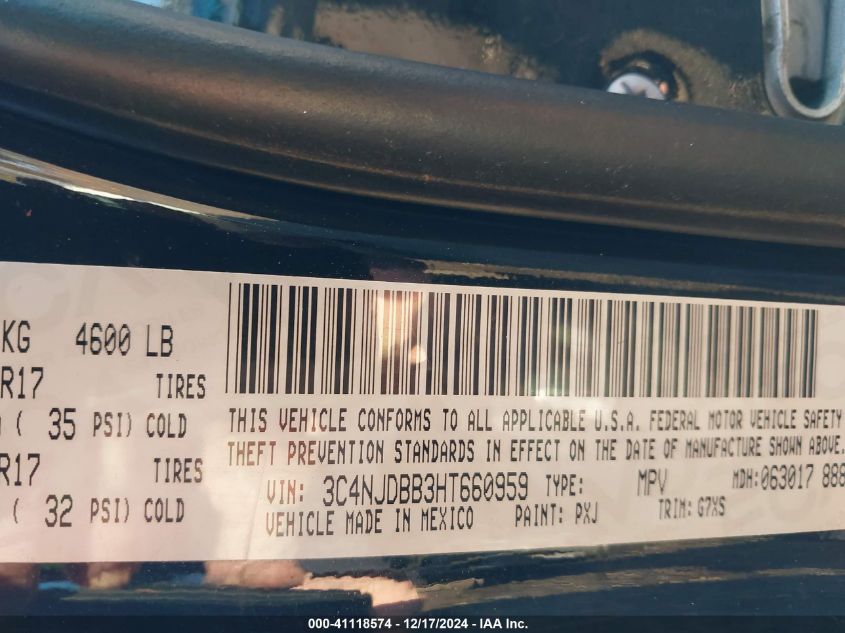 KG 4600 LB
R17 TIRES
( 35 PSI) COLD
R17 TIRES
( 32 PSI) COLD
THIS VEHICLE CONFORMS TO ALL APPLICABLE U.S.A. FEDERAL MOTOR VEHICLE SAFETY
THEFT PREVENTION STANDARDS IN EFFECT ON THE DATE OF MANUFACTURE SHOWN ABOVE.
VIN: 3C4NJDBB3HT660959 TYPE: MPV MDH:063017 888
VEHICLE MADE IN MEXICO PAINT: PXJ TRIM: G7XS
000-41118574 - 12/17/2024 - IAA Inc.